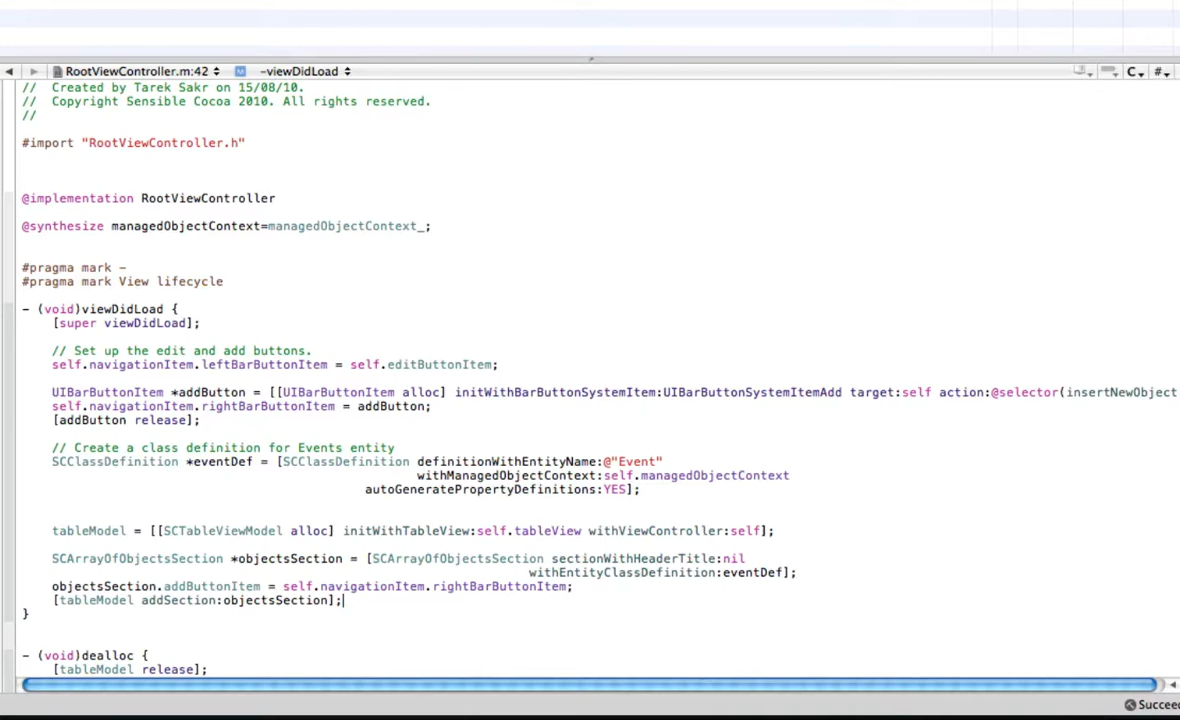 RootViewController.m:42 -viewDidLoad C #
// Created by Tarek Sakr on 15/08/10.
// Copyright Sensible Cocoa 2010. All rights reserved.
//
#import "RootViewController.h"
@implementation RootViewController
@synthesize managedObjectContext=managedObjectContext_;
#pragma mark -
#pragma mark View lifecycle
- (void)viewDidLoad {
[super viewDidLoad];
// Set up the edit and add buttons.
self.navigationItem.leftBarButtonItem = self.editButtonItem;
UIBarButtonItem *addButton = [[UIBarButtonItem alloc] initWithBarButtonSystemItem:UIBarButtonSystemItemAdd target:self action:@selector(insertNewObject
self.navigationItem.rightBarButtonItem = addButton;
[addButton release];
// Create a class definition for Events entity
SCClassDefinition *eventDef = [SCClassDefinition definitionWithEntityName:@"Event"
withManagedObjectContext:self.managedObjectContext
autoGeneratePropertyDefinitions:YES];
tableModel = [[SCTableViewModel alloc] initWithTableView:self.tableView withViewController:self];
SCArrayOfObjectsSection *objectsSection = [SCArrayOfObjectsSection sectionWithHeaderTitle:nil
withEntityClassDefinition:eventDef];
objectsSection.addButtonItem = self.navigationItem.rightBarButtonItem;
[tableModel addSection:objectsSection];
}
- (void)dealloc {
[tableModel release];
Succee